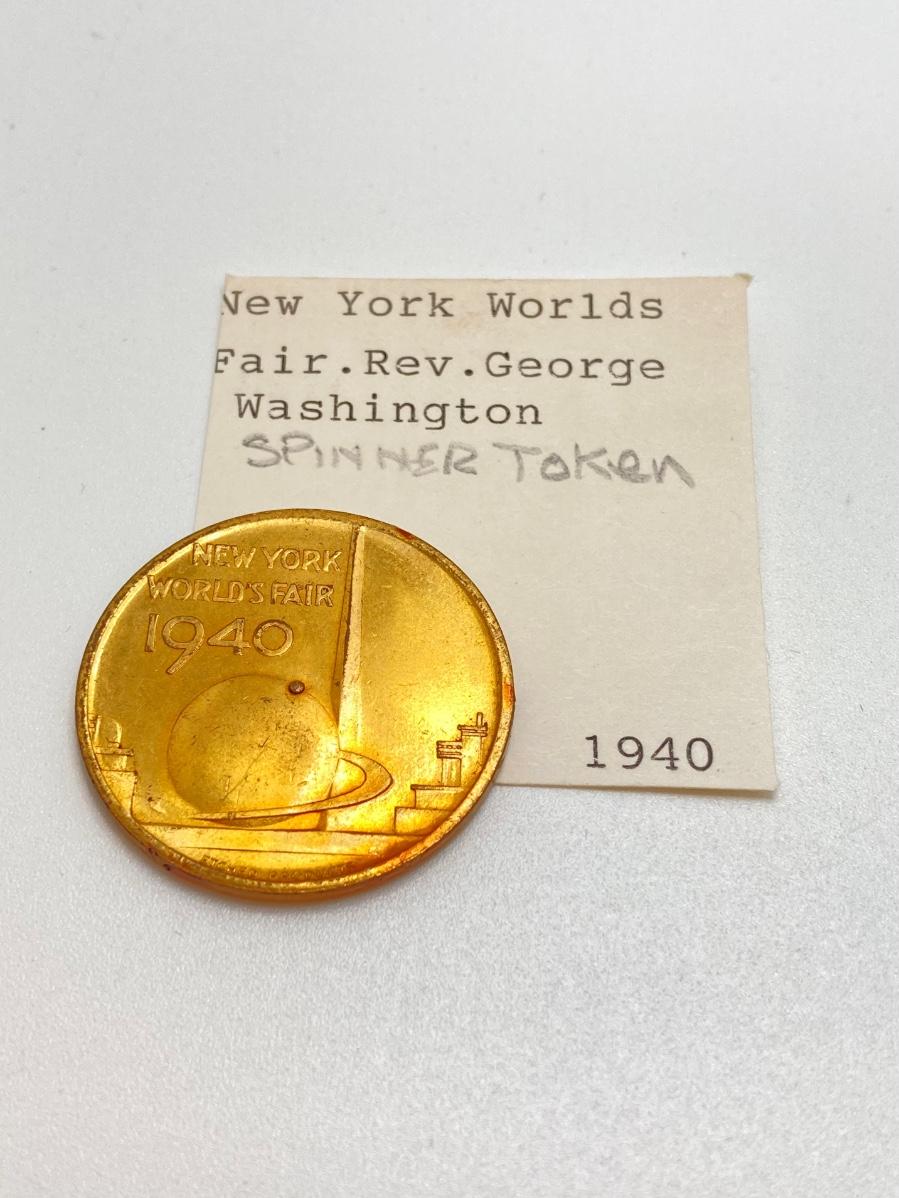 New York Worlds
Fair.Rev.George
Washington
SPINNER TOKen
1940
NEW YORK
WORLD'S FAIR
1940